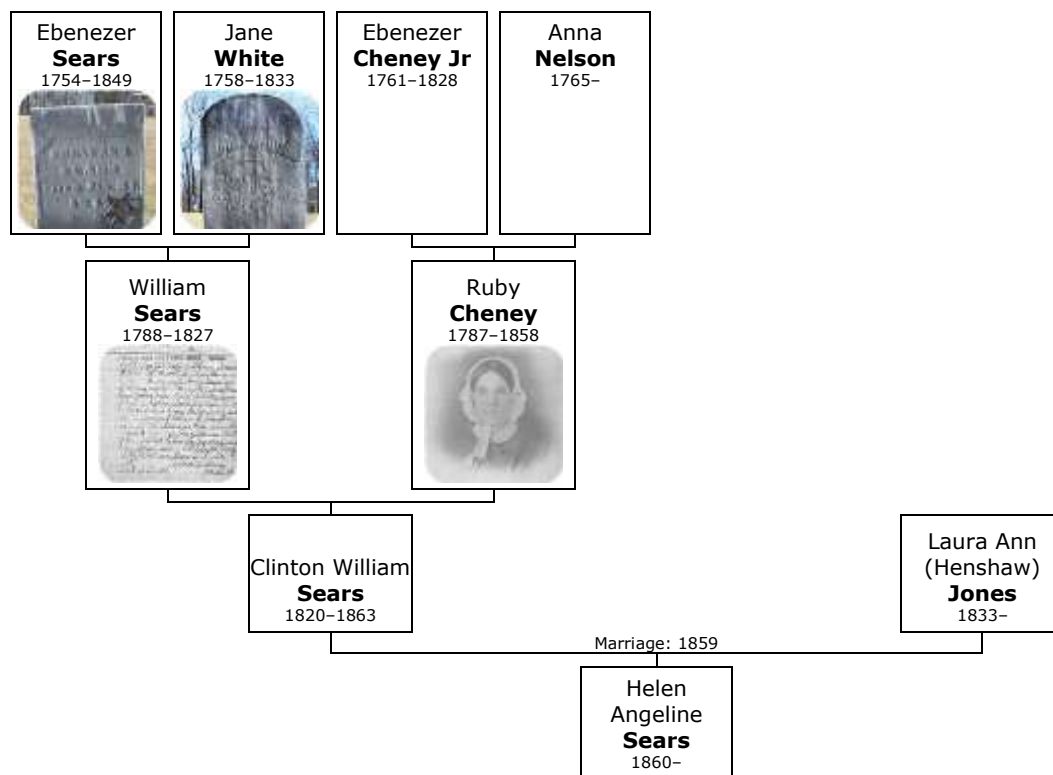 Ebenezer
Sears
1754–1849
Jane
White
1758–1833
Ebenezer
Cheney Jr
1761–1828
Anna
Nelson
1765–
William
Sears
1788–1827
Ruby
Cheney
1787–1858
Clinton William
Sears
1820–1863
Laura Ann
(Henshaw)
Jones
1833–
Marriage: 1859
Helen
Angeline
Sears
1860–